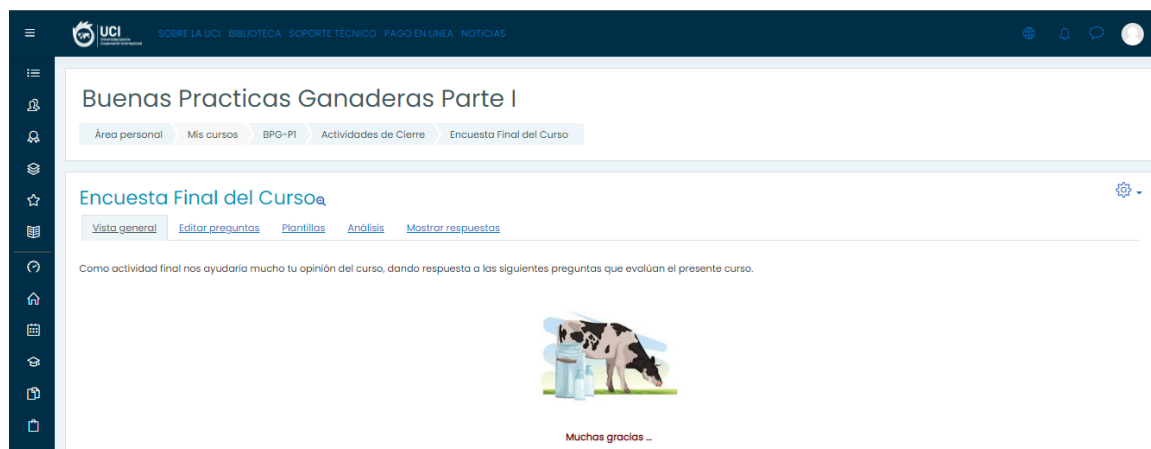 UCI
SOBRE LA UCI BIBLIOTECA SOPORTE TÉCNICO PAGO EN LINEA NOTICIAS
Buenas Practicas Ganaderas Parte I
Área personal Mis cursos BPG-P1 Actividades de Cierre Encuesta Final del Curso
Encuesta Final del Curso
Vista general Editar preguntas Plantillas Análisis Mostrar respuestas
Como actividad final nos ayudaría mucho tu opinión del curso, dando respuesta a las siguientes preguntas que evalúan el presente curso.
Muchas gracias ...